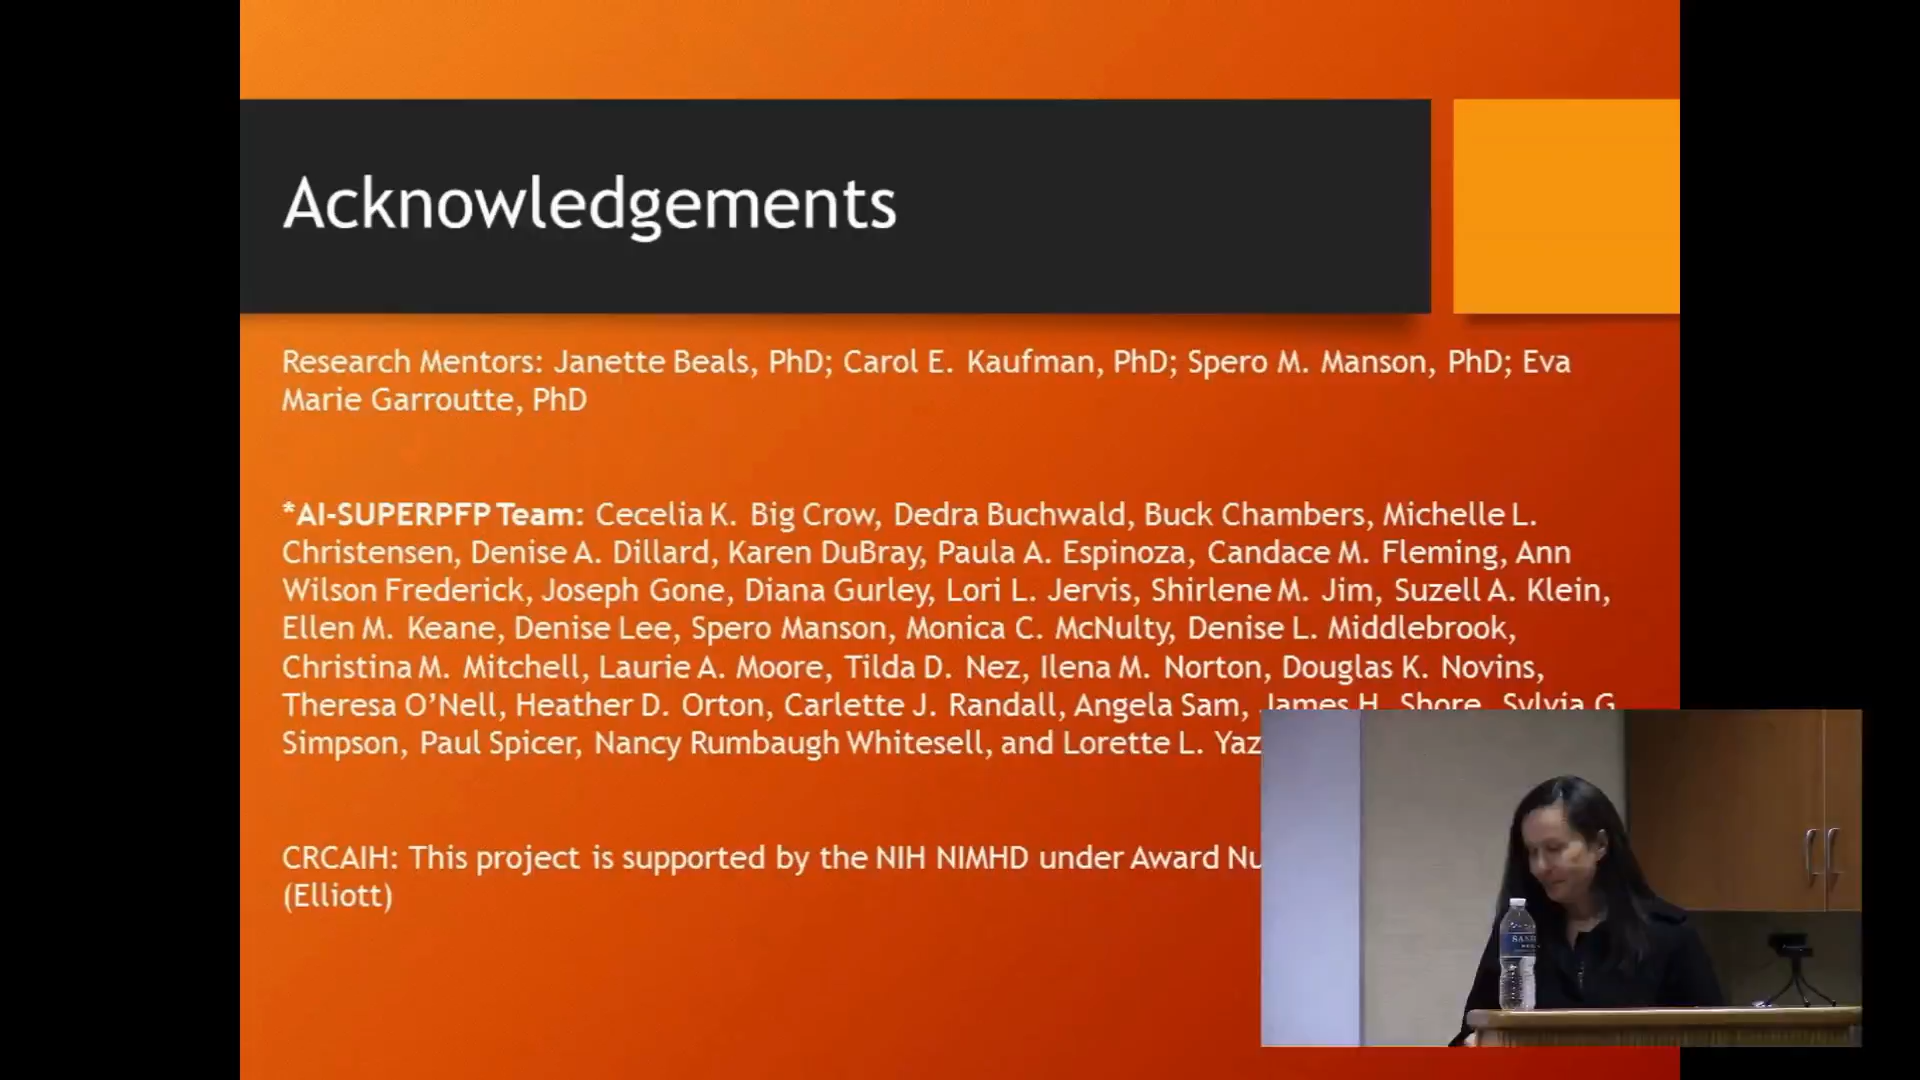 Acknowledgements
Research Mentors: Janette Beals, PhD; Carol E. Kaufman, PhD; Spero M. Manson, PhD; Eva
Marie Garroutte, PhD
*AI-SUPERPFP Team: Cecelia K. Big Crow, Dedra Buchwald, Buck Chambers, Michelle L.
Christensen, Denise A. Dillard, Karen DuBray, Paula A. Espinoza, Candace M. Fleming, Ann
Wilson Frederick, Joseph Gone, Diana Gurley, Lori L. Jervis, Shirlene M. Jim, Suzell A. Klein,
Ellen M. Keane, Denise Lee, Spero Manson, Monica C. McNulty, Denise L. Middlebrook,
Christina M. Mitchell, Laurie A. Moore, Tilda D. Nez, Ilena M. Norton, Douglas K. Novins,
Theresa O’Nell, Heather D. Orton, Carlette J. Randall, Angela Sam, James H. Shore, Sylvia G.
Simpson, Paul Spicer, Nancy Rumbaugh Whitesell, and Lorette L. Yaz
CRCAIH: This project is supported by the NIH NIMHD under Award Nu
(Elliott)